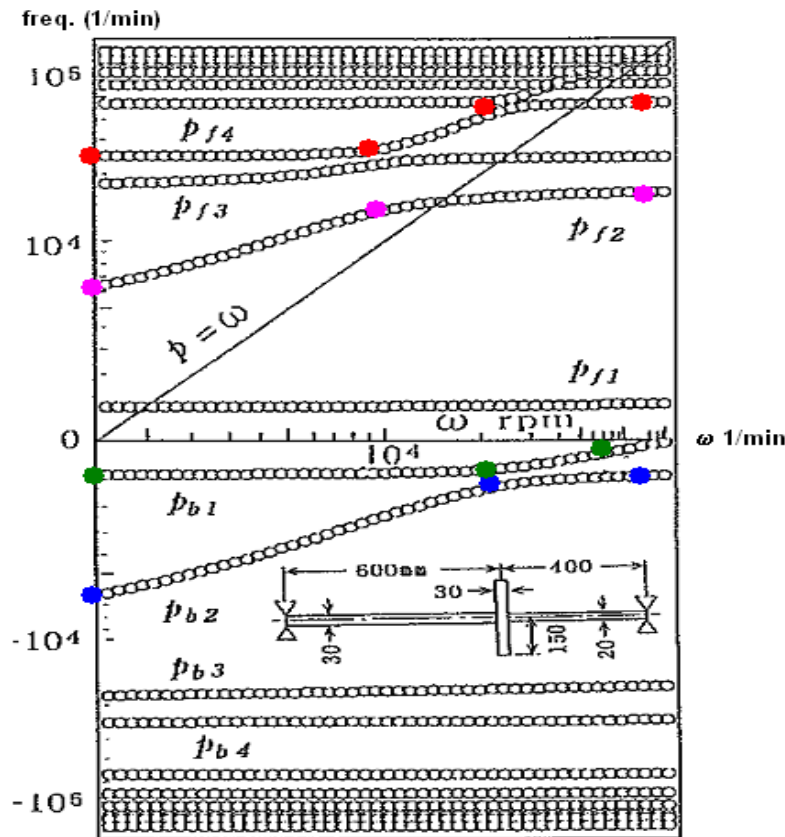 freq. (1/min)
10⁵
p f4
p f3
p f2
10⁴
p = ω
p f1
ω rpm
0
10⁴
ω 1/min
p b1
600mm
400
30
p b2
-10⁴
30
150
20
p b3
p b4
-10⁵